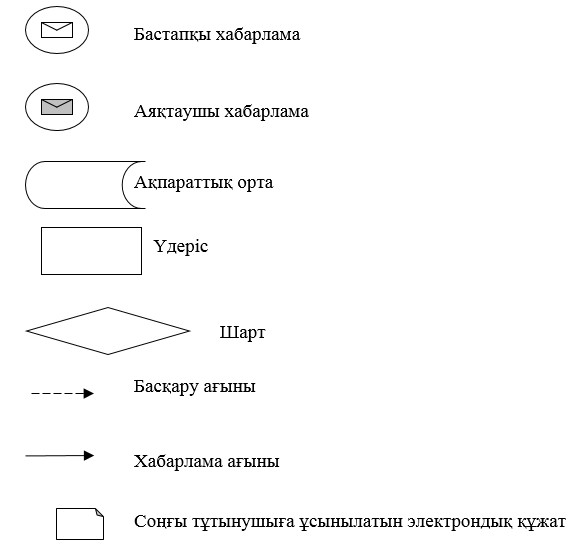 Бастапқы хабарлама
Аяқтаушы хабарлама
Ақпараттық орта
Үдеріс
Шарт
Басқару ағыны
Хабарлама ағыны
Соңғы тұтынушыға ұсынылатын электрондық құжат